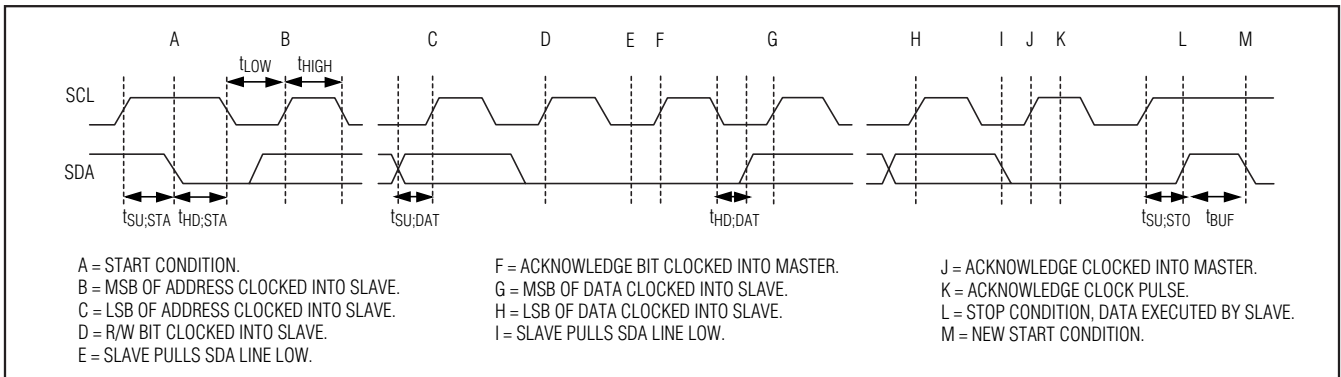 A B C D E F G H I J K L M
tLOW tHIGH
SCL
SDA
tSU;STA tHD;STA tSU;DAT tHD;DAT tSU;STO tBUF
A = START CONDITION.
B = MSB OF ADDRESS CLOCKED INTO SLAVE.
C = LSB OF ADDRESS CLOCKED INTO SLAVE.
D = R/W BIT CLOCKED INTO SLAVE.
E = SLAVE PULLS SDA LINE LOW.
F = ACKNOWLEDGE BIT CLOCKED INTO MASTER.
G = MSB OF DATA CLOCKED INTO SLAVE.
H = LSB OF DATA CLOCKED INTO SLAVE.
I = SLAVE PULLS SDA LINE LOW.
J = ACKNOWLEDGE CLOCKED INTO MASTER.
K = ACKNOWLEDGE CLOCK PULSE.
L = STOP CONDITION, DATA EXECUTED BY SLAVE.
M = NEW START CONDITION.